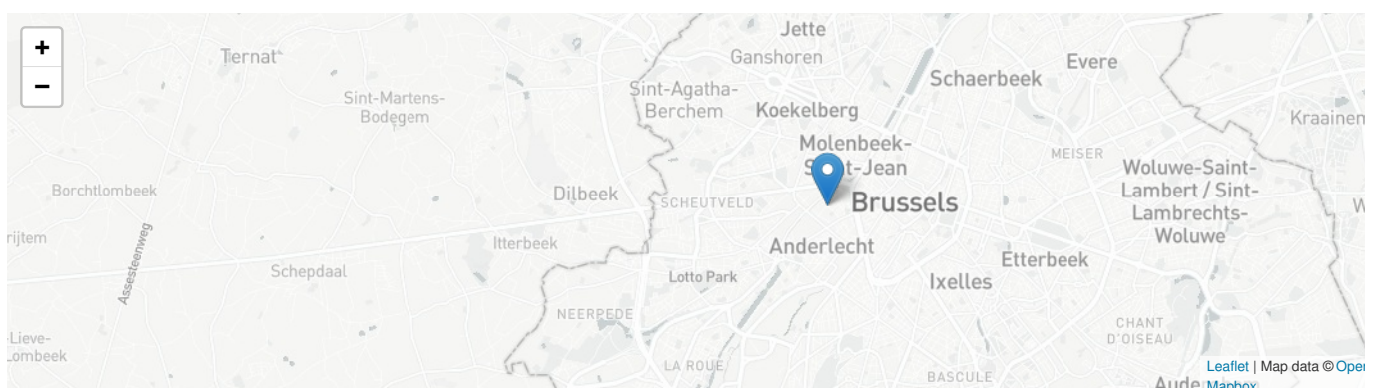 +
−
Ternat
Jette
Ganshoren
Evere
Schaerbeek
Sint-Agatha-
Berchem
Sint-Martens-
Bodegem
Koekelberg
Kraainem
Molenbeek-
MEISER
Woluwe-Saint-
Lambert / Sint-
Lambrechts-
Woluwe
Borchtlombeek
Dilbeek
SCHEUTVELD
Brussels
Itterbeek
Anderlecht
Assesteenweg
Schepdaal
Lotto Park
Etterbeek
Ixelles
NEERPEDE
CHANT
D'OISEAU
-Lieve-
Lombeek
LA ROUE
BASCULE
Leaflet | Map data ©
Mapbox